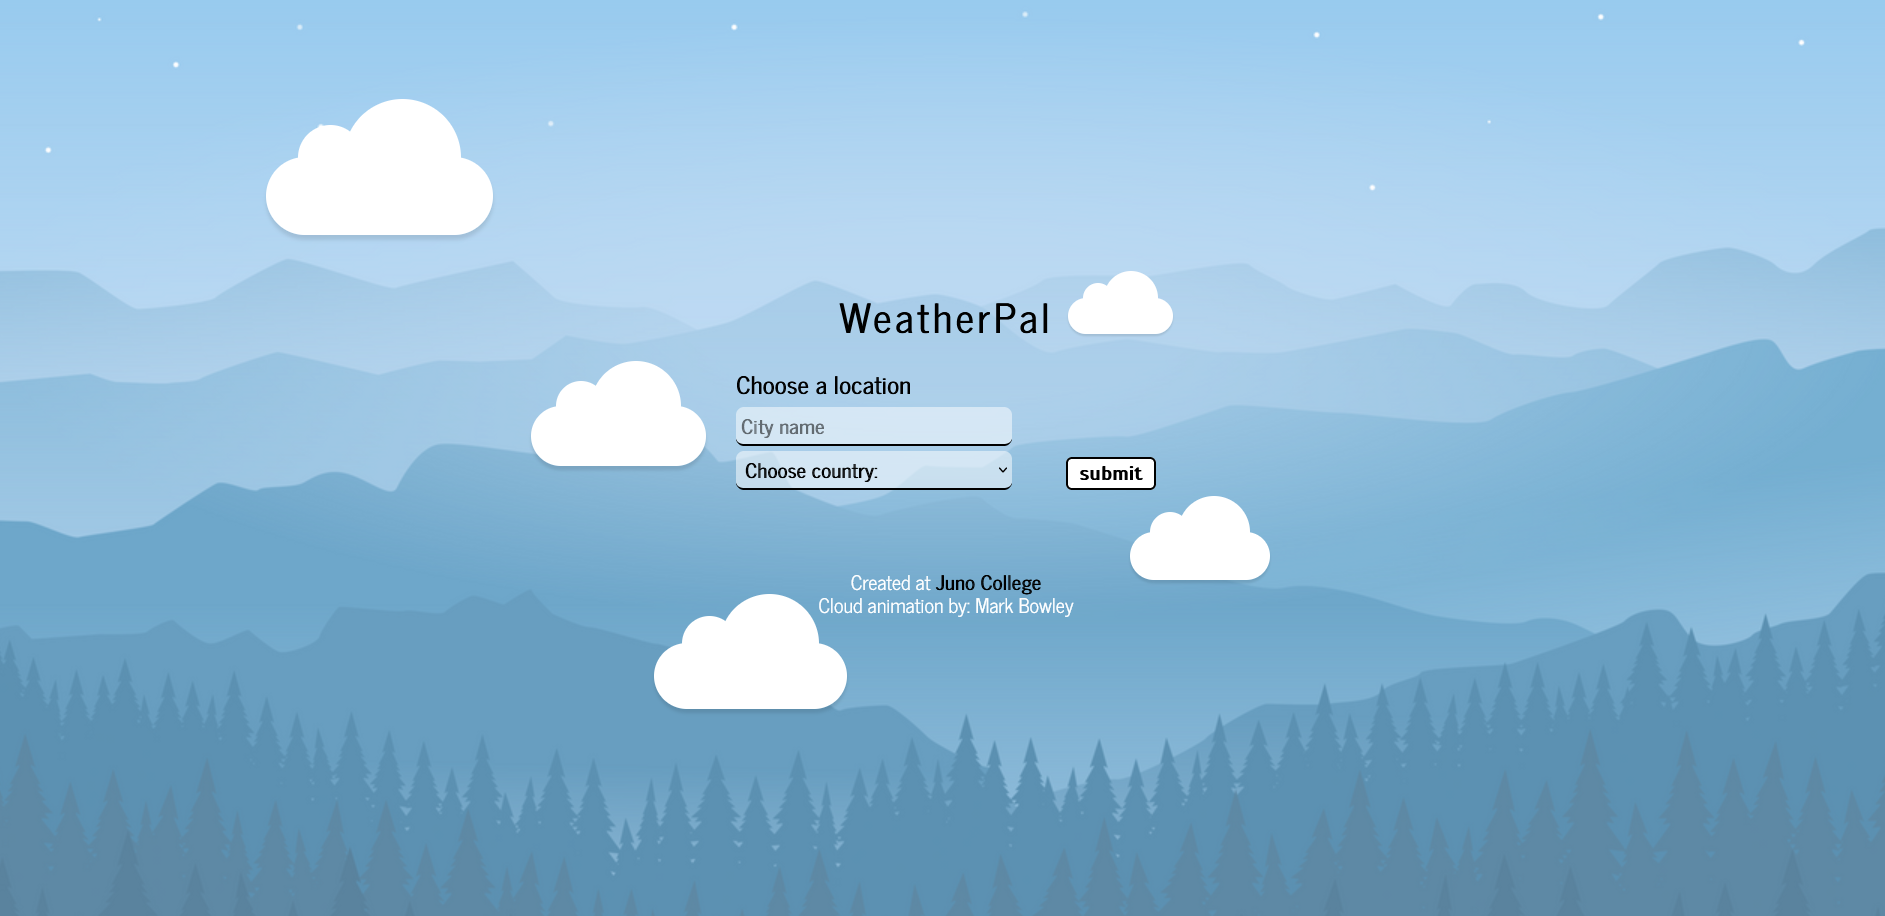 WeatherPal
Choose a location
City name
Choose country:
submit
Created at Juno College
Cloud animation by: Mark Bowley